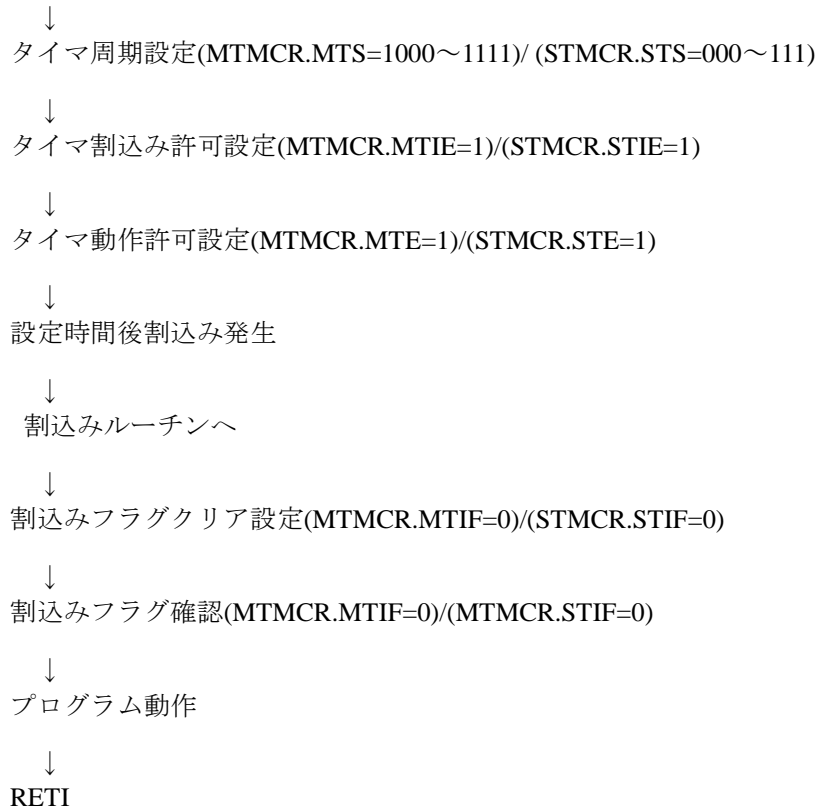 ↓
タイマ周期設定(MTMCR.MTS=1000～1111)/ (STMCR.STS=000～111)
↓
タイマ割込み許可設定(MTMCR.MTIE=1)/(STMCR.STIE=1)
↓
タイマ動作許可設定(MTMCR.MTE=1)/(STMCR.STE=1)
↓
設定時間後割込み発生
↓
割込みルーチンへ
↓
割込みフラグクリア設定(MTMCR.MTIF=0)/(STMCR.STIF=0)
↓
割込みフラグ確認(MTMCR.MTIF=0)/(MTMCR.STIF=0)
↓
プログラム動作
↓
RETI